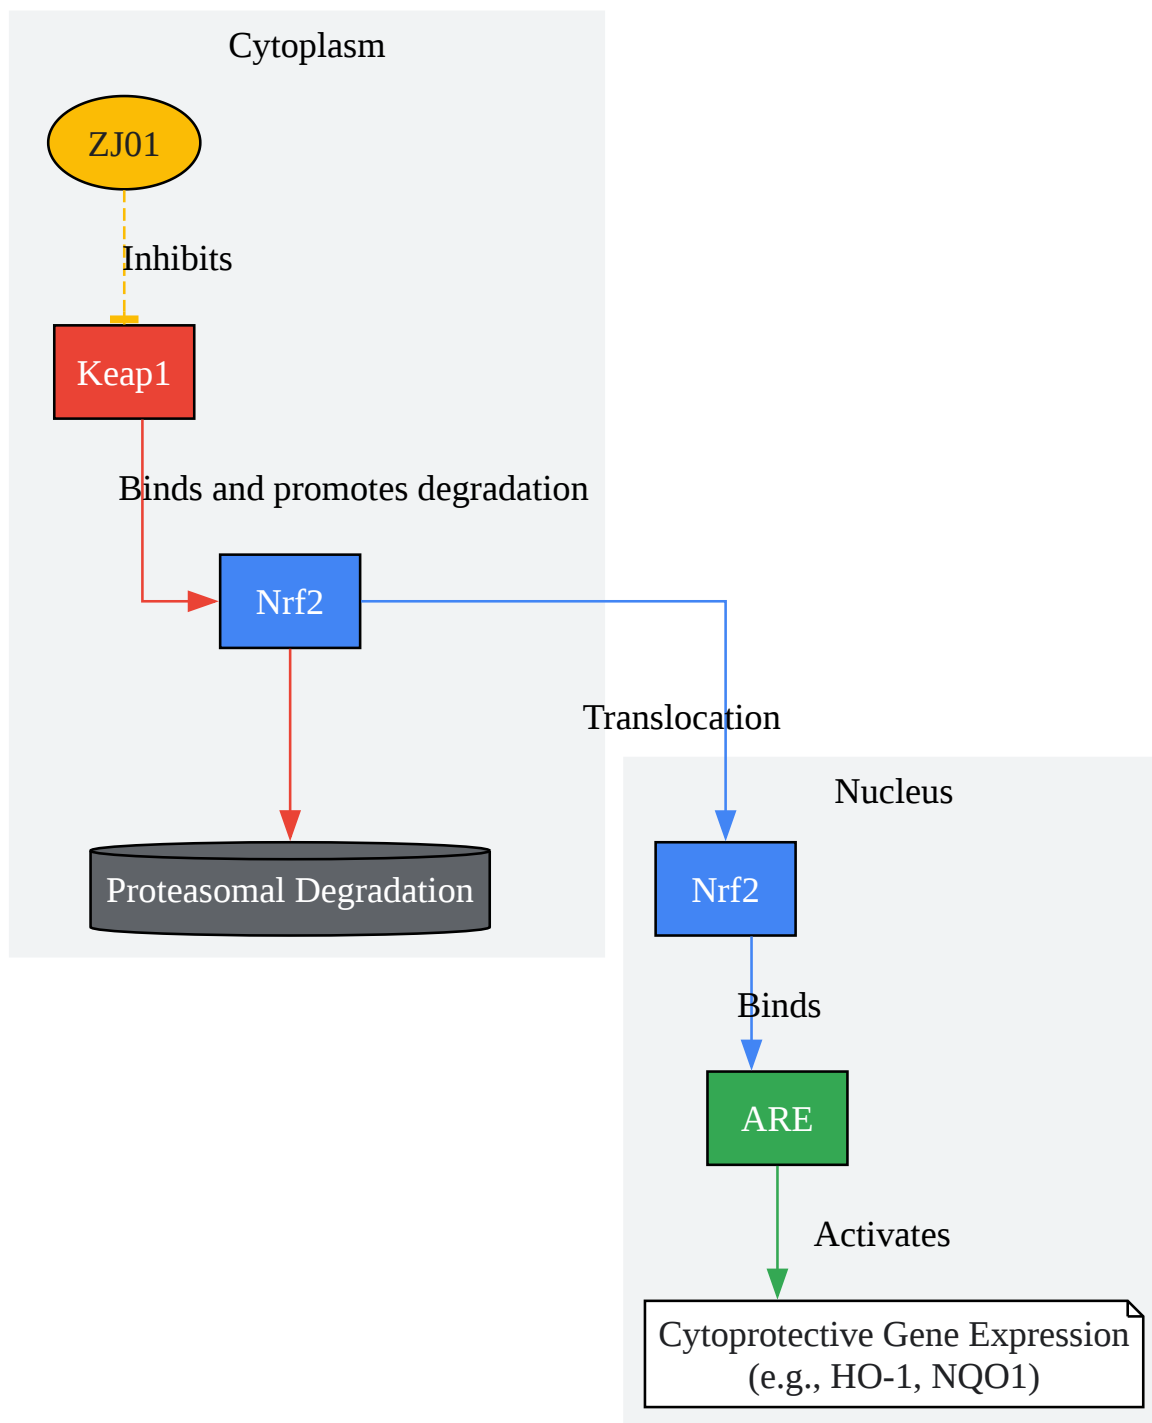 Cytoplasm
ZJ01
Inhibits
Keap1
Binds and promotes degradation
Nrf2
Translocation
Nucleus
Proteasomal Degradation
Nrf2
Binds
ARE
Activates
Cytoprotective Gene Expression
(e.g., HO-1, NQO1)